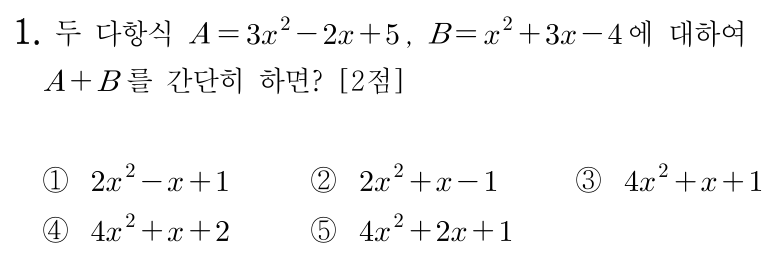 1. 두 다항식 A=3x²-2x+5, B=x²+3x-4에 대하여
A+B를 간단히 하면? [2점]
① 2x²-x+1 ② 2x²+x-1 ③ 4x²+x+1
④ 4x²+x+2 ⑤ 4x²+2x+1